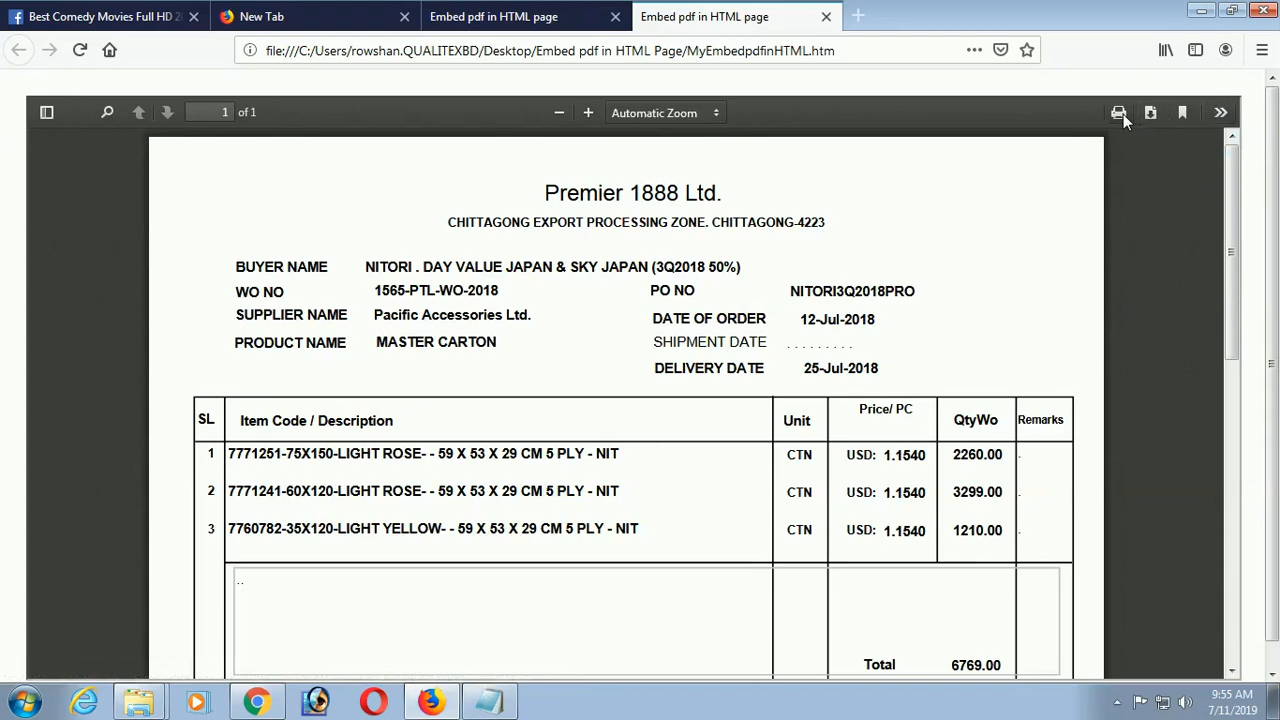 Best Comedy Movies Full HD 2
New Tab
Embed pdf in HTML page
Embed pdf in HTML page
file:///C:/Users/rowshan.QUALITEXBD/Desktop/Embed pdf in HTML Page/MyEmbedpdfinHTML.htm
1 of 1
Automatic Zoom
Premier 1888 Ltd.
CHITTAGONG EXPORT PROCESSING ZONE. CHITTAGONG-4223
BUYER NAME NITORI . DAY VALUE JAPAN & SKY JAPAN (3Q2018 50%)
WO NO 1565-PTL-WO-2018 PO NO NITORI3Q2018PRO
SUPPLIER NAME Pacific Accessories Ltd. DATE OF ORDER 12-Jul-2018
PRODUCT NAME MASTER CARTON SHIPMENT DATE . . . . . . . . .
DELIVERY DATE 25-Jul-2018
SL Item Code / Description Unit Price/ PC QtyWo Remarks
1 7771251-75X150-LIGHT ROSE- - 59 X 53 X 29 CM 5 PLY - NIT CTN USD: 1.1540 2260.00 .
2 7771241-60X120-LIGHT ROSE- - 59 X 53 X 29 CM 5 PLY - NIT CTN USD: 1.1540 3299.00 .
3 7760782-35X120-LIGHT YELLOW- - 59 X 53 X 29 CM 5 PLY - NIT CTN USD: 1.1540 1210.00 .
..
Total 6769.00
9:55 AM
7/11/2019